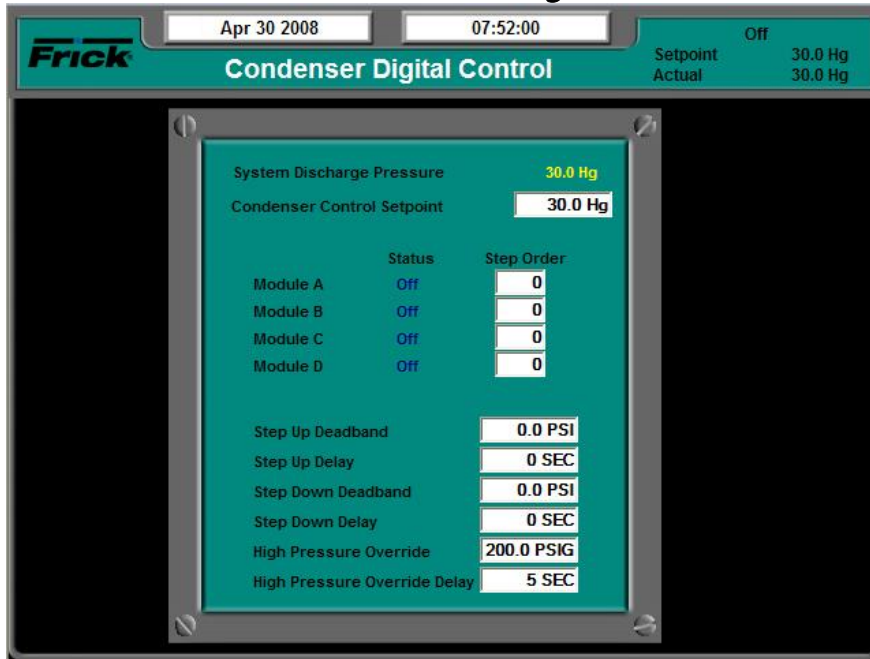 Apr 30 2008 07:52:00
Off
Frick
Condenser Digital Control
Setpoint 30.0 Hg
Actual 30.0 Hg
System Discharge Pressure 30.0 Hg
Condenser Control Setpoint 30.0 Hg
Status Step Order
Module A Off 0
Module B Off 0
Module C Off 0
Module D Off 0
Step Up Deadband 0.0 PSI
Step Up Delay 0 SEC
Step Down Deadband 0.0 PSI
Step Down Delay 0 SEC
High Pressure Override 200.0 PSIG
High Pressure Override Delay 5 SEC